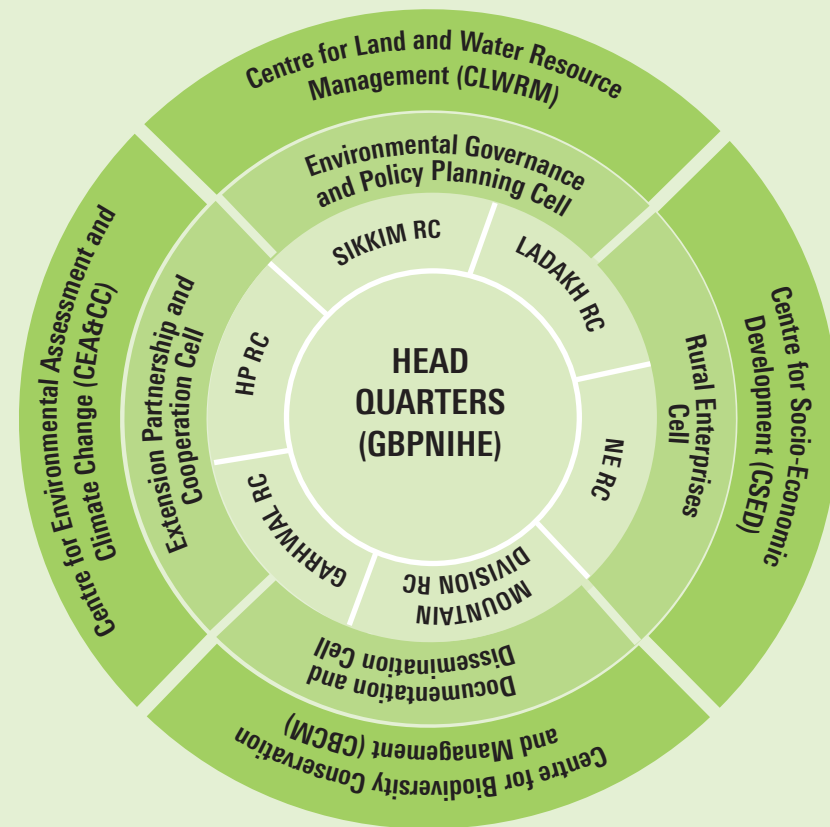 Centre for Land and Water Resource
Management (CLWRM)
Environmental Governance
and Policy Planning Cell
SIKKIM RC
LADAKH RC
Centre for Environmental Assessment and
Climate Change (CEA&CC)
Extension Partnership and
Cooperation Cell
HP RC
HEAD
QUARTERS
(GBPNIHE)
NE RC
Rural Enterprises
Cell
Centre for Socio-Economic
Development (CSED)
GARHWAL RC
MOUNTAIN
DIVISION RC
Documentation and
Dissemination Cell
Centre for Biodiversity Conservation
and Management (CBCM)